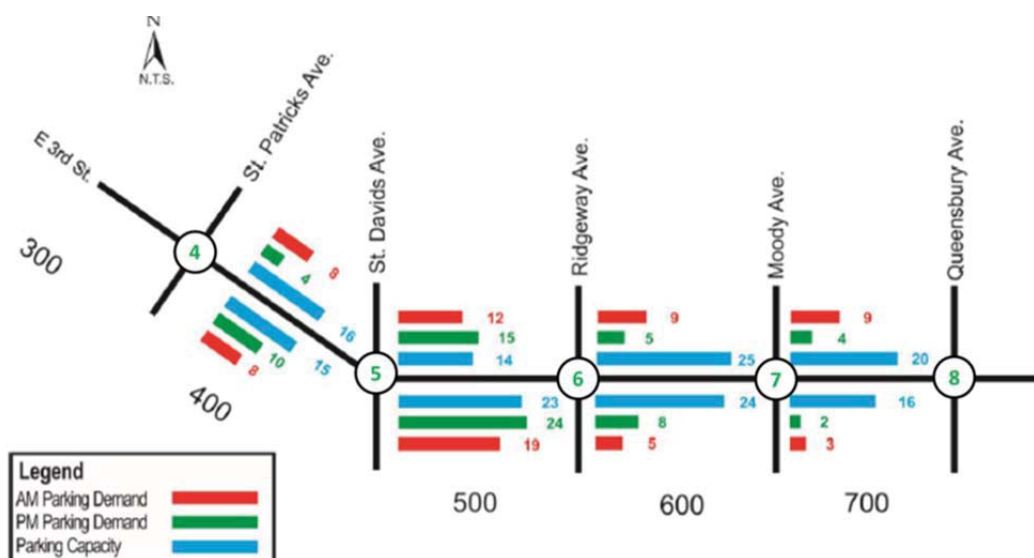 N
N.T.S.
E 3rd St.
St. Patricks Ave.
St. Davids Ave.
Ridgeway Ave.
Moody Ave.
Queensbury Ave.
300
4
8
4
16
15
10
8
400
12
15
14
9
5
25
9
4
20
5
6
7
8
23
24
19
24
8
5
16
2
3
500
600
700
Legend
AM Parking Demand
PM Parking Demand
Parking Capacity